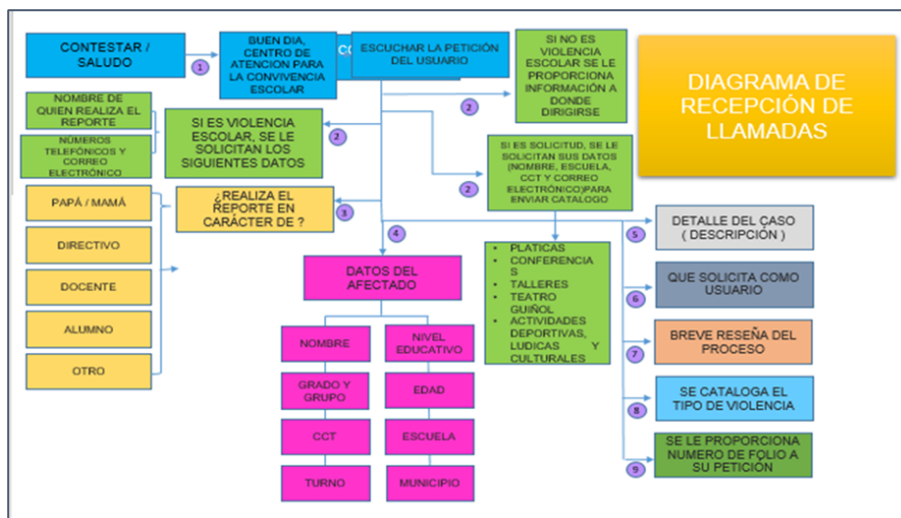 CONTESTAR /
SALUDO
1
BUEN DIA,
CENTRO DE
ATENCION PARA
LA CONVIVENCIA
ESCOLAR
ESCUCHAR LA PETICIÓN
DEL USUARIO
SI NO ES
VIOLENCIA
ESCOLAR SE LE
PROPORCIONA
INFORMACIÓN A
DONDE
DIRIGIRSE
2
DIAGRAMA DE
RECEPCIÓN DE
LLAMADAS
NOMBRE DE
QUIEN REALIZA EL
REPORTE
NÚMEROS
TELEFÓNICOS Y
CORREO
ELECTRÓNICO
SI ES VIOLENCIA
ESCOLAR, SE LE
SOLICITAN LOS
SIGUIENTES DATOS
2
2
SI ES SOLICITUD, SE LE
SOLICITAN SUS DATOS
(NOMBRE, ESCUELA,
CCT Y CORREO
ELECTRÓNICO)PARA
ENVIAR CATALOGO
• PLATICAS
• CONFERENCIA
S
• TALLERES
• TEATRO
GUIÑOL
• ACTIVIDADES
DEPORTIVAS,
LUDICAS Y
CULTURALES
¿REALIZA EL
REPORTE EN
CARÁCTER DE ?
3
PAPÁ / MAMÁ
DIRECTIVO
DOCENTE
ALUMNO
OTRO
4
DATOS DEL
AFECTADO
NOMBRE
GRADO Y
GRUPO
CCT
TURNO
NIVEL
EDUCATIVO
EDAD
ESCUELA
MUNICIPIO
5
DETALLE DEL CASO
( DESCRIPCIÓN )
6
QUE SOLICITA COMO
USUARIO
7
BREVE RESEÑA DEL
PROCESO
8
SE CATALOGA EL
TIPO DE VIOLENCIA
9
SE LE PROPORCIONA
NUMERO DE FOLIO A
SU PETICIÓN